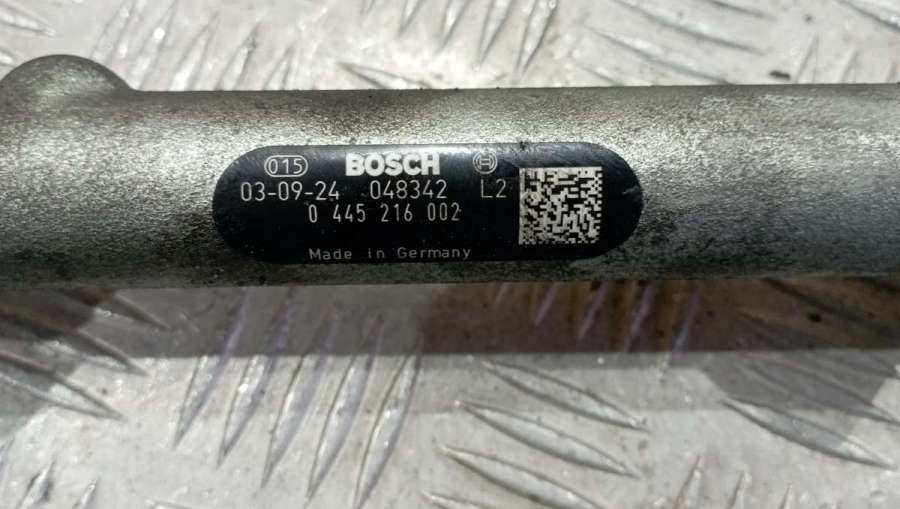 015 BOSCH
03-09-24 048342 L2
0 445 216 002
Made in Germany